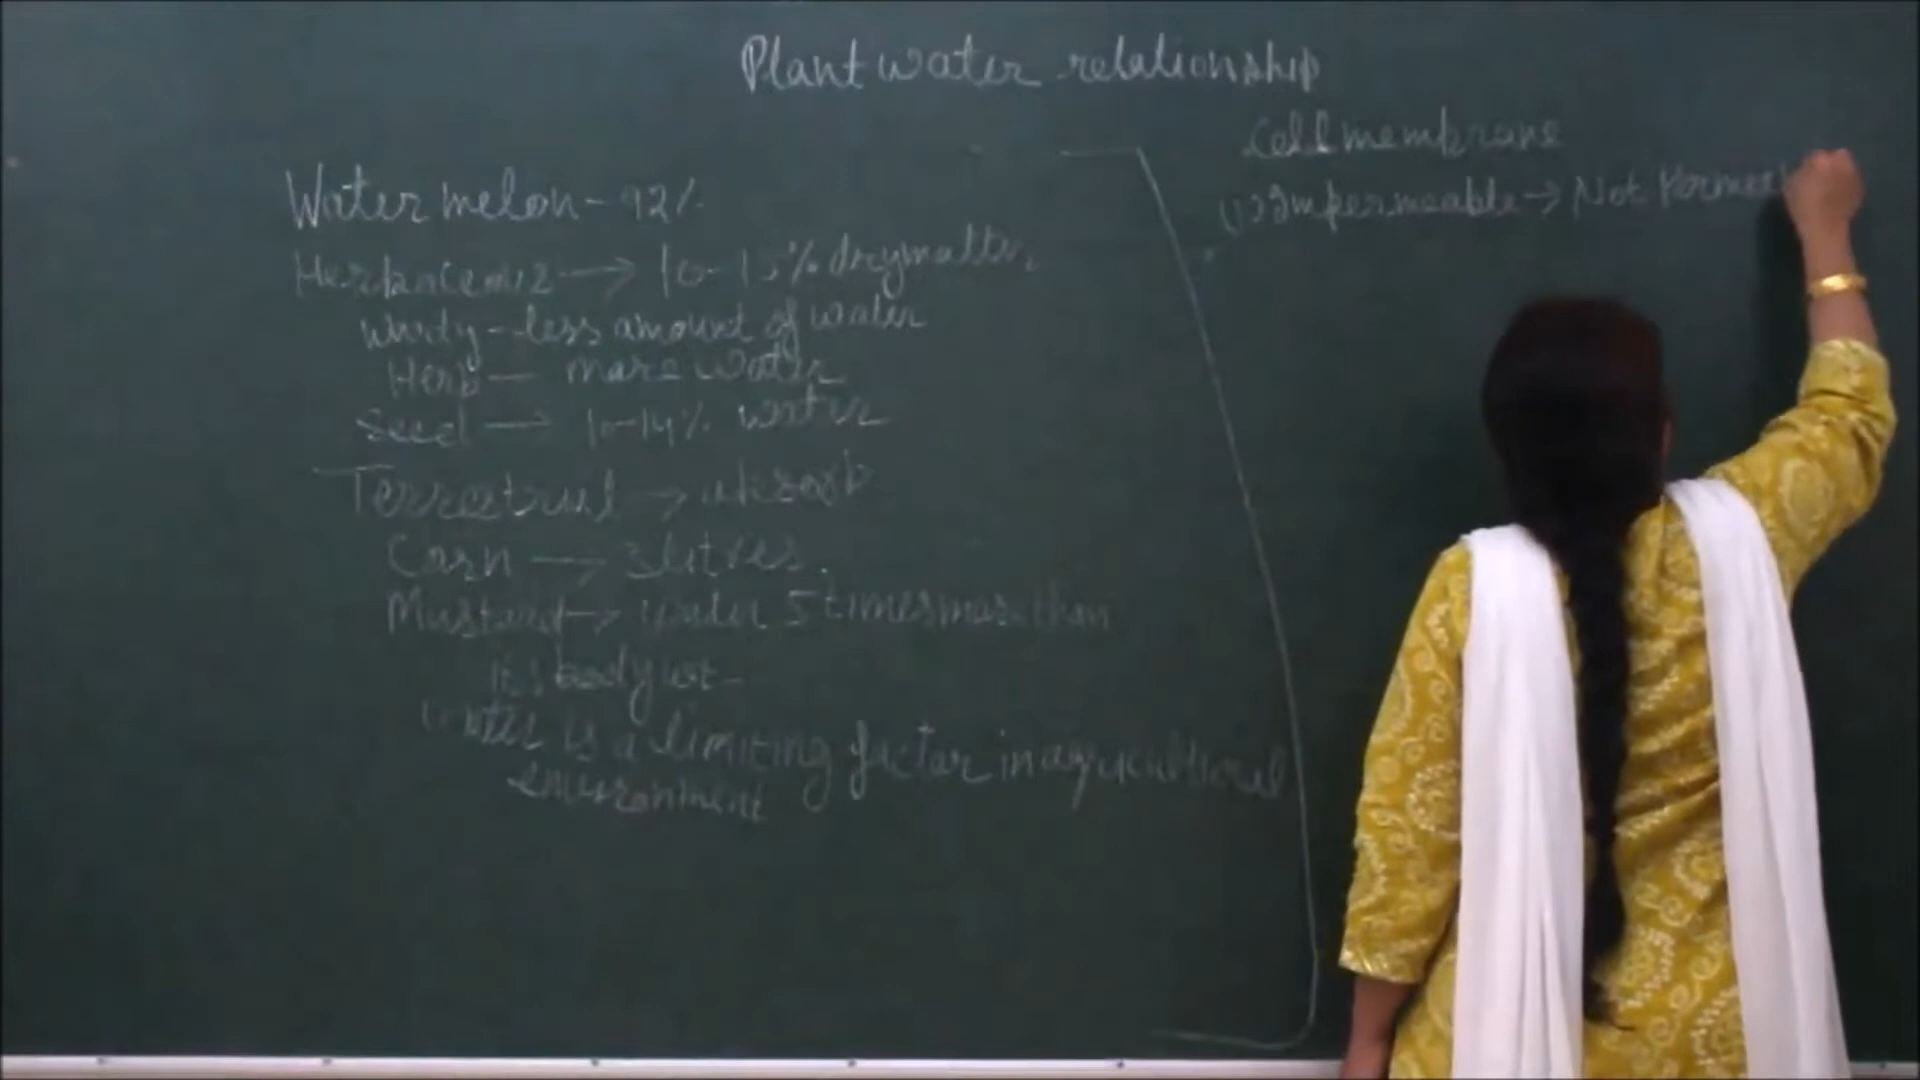 Plant water relationship
Water melon - 92%
Herbaceous → 10-15% dry matter
Woody - less amount of water
Herb — more water
Seed → 10-14% water
Terrestrial → absorb
Corn → 3 litres.
Mustard → water 5 times more than
its body wt -
water is a limiting factor in agricultural
environment
Cell membrane
(1) Impermeable → Not Permea